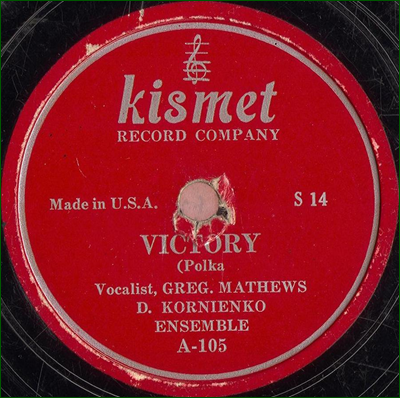 kismet
RECORD COMPANY
Made in U.S.A.
S 14
VICTORY
(Polka
Vocalist, GREG. MATHEWS
D. KORNIENKO
ENSEMBLE
A-105